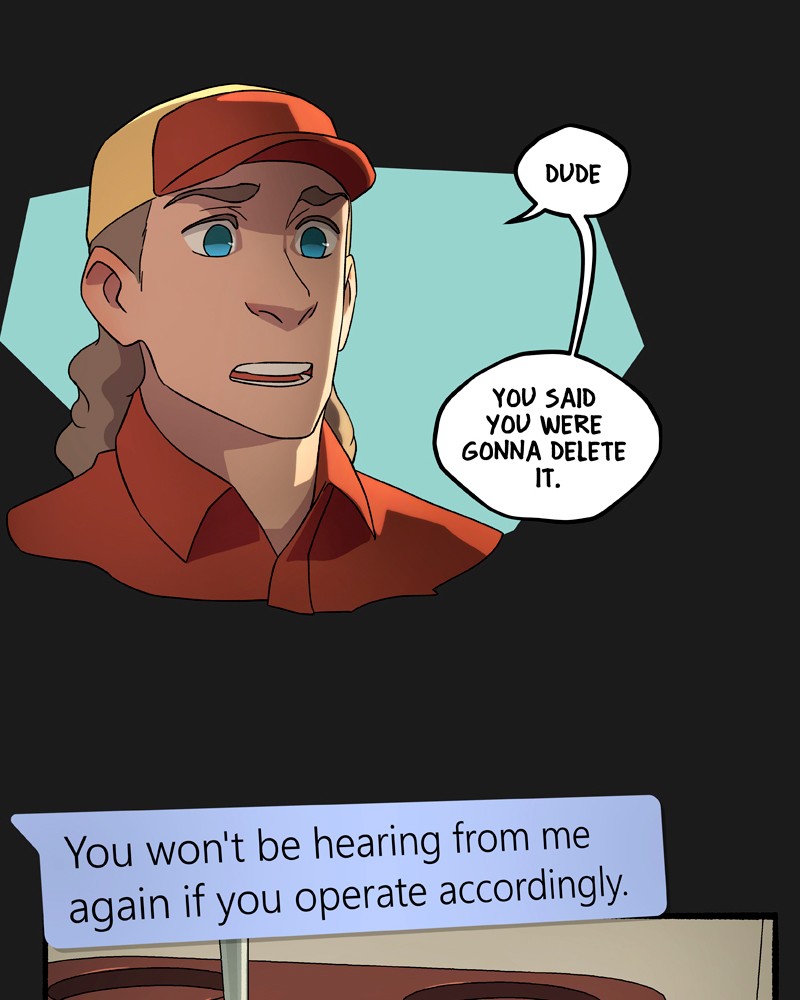 DUDE
YOU SAID
YOU WERE
GONNA DELETE
IT.
You won't be hearing from me
again if you operate accordingly.